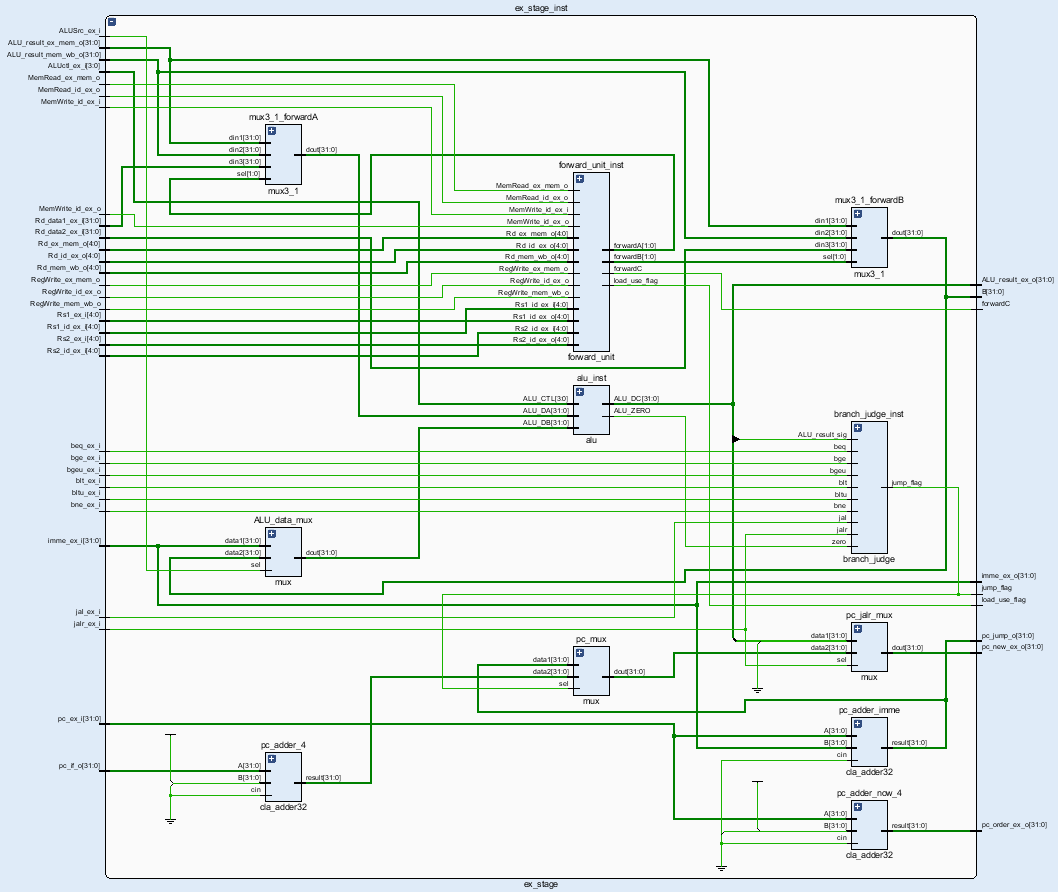 ex_stage_inst
ALUSrc_ex_i
ALU_result_ex_mem_o[31:0]
ALU_result_mem_wb_o[31:0]
ALUctl_ex_i[3:0]
MemRead_ex_mem_o
MemRead_id_ex_o
MemWrite_id_ex_i
mux3_1_forwardA
din1[31:0]
din2[31:0]
din3[31:0]
sel[1:0]
dout[31:0]
mux3_1
MemWrite_id_ex_o
Rd_data1_ex_i[31:0]
Rd_data2_ex_i[31:0]
Rd_ex_mem_o[4:0]
Rd_id_ex_o[4:0]
Rd_mem_wb_o[4:0]
RegWrite_ex_mem_o
RegWrite_id_ex_o
RegWrite_mem_wb_o
Rs1_ex_i[4:0]
Rs1_id_ex_i[4:0]
Rs2_ex_i[4:0]
Rs2_id_ex_i[4:0]
forward_unit_inst
MemRead_ex_mem_o
MemRead_id_ex_o
MemWrite_id_ex_i
MemWrite_id_ex_o
Rd_ex_mem_o[4:0]
Rd_id_ex_o[4:0]
Rd_mem_wb_o[4:0]
RegWrite_ex_mem_o
RegWrite_id_ex_o
RegWrite_mem_wb_o
Rs1_id_ex_i[4:0]
Rs1_id_ex_o[4:0]
Rs2_id_ex_i[4:0]
Rs2_id_ex_o[4:0]
forwardA[1:0]
forwardB[1:0]
forwardC
load_use_flag
forward_unit
mux3_1_forwardB
din1[31:0]
din2[31:0]
din3[31:0]
sel[1:0]
dout[31:0]
mux3_1
ALU_result_ex_o[31:0]
B[31:0]
forwardC
alu_inst
ALU_CTL[3:0]
ALU_DA[31:0]
ALU_DB[31:0]
ALU_DC[31:0]
ALU_ZERO
alu
branch_judge_inst
ALU_result_sig
beq
bge
bgeu
blt
bltu
bne
jal
jalr
zero
jump_flag
branch_judge
beq_ex_i
bge_ex_i
bgeu_ex_i
blt_ex_i
bltu_ex_i
bne_ex_i
imme_ex_i[31:0]
ALU_data_mux
data1[31:0]
data2[31:0]
sel
dout[31:0]
mux
imme_ex_o[31:0]
jump_flag
load_use_flag
jal_ex_i
jalr_ex_i
pc_jalr_mux
data1[31:0]
data2[31:0]
sel
dout[31:0]
mux
pc_jump_o[31:0]
pc_new_ex_o[31:0]
pc_mux
data1[31:0]
data2[31:0]
sel
dout[31:0]
mux
pc_ex_i[31:0]
pc_if_o[31:0]
pc_adder_4
A[31:0]
B[31:0]
cin
result[31:0]
cla_adder32
pc_adder_imme
A[31:0]
B[31:0]
cin
result[31:0]
cla_adder32
pc_adder_now_4
A[31:0]
B[31:0]
cin
result[31:0]
cla_adder32
pc_order_ex_o[31:0]
ex_stage